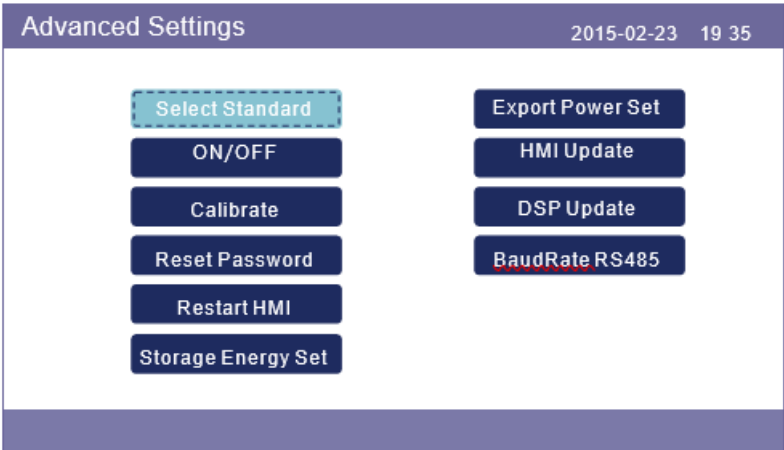 Advanced Settings
2015-02-23 19 35
Select Standard
ON/OFF
Calibrate
Reset Password
Restart HMI
Storage Energy Set
Export Power Set
HMI Update
DSP Update
BaudRate RS485